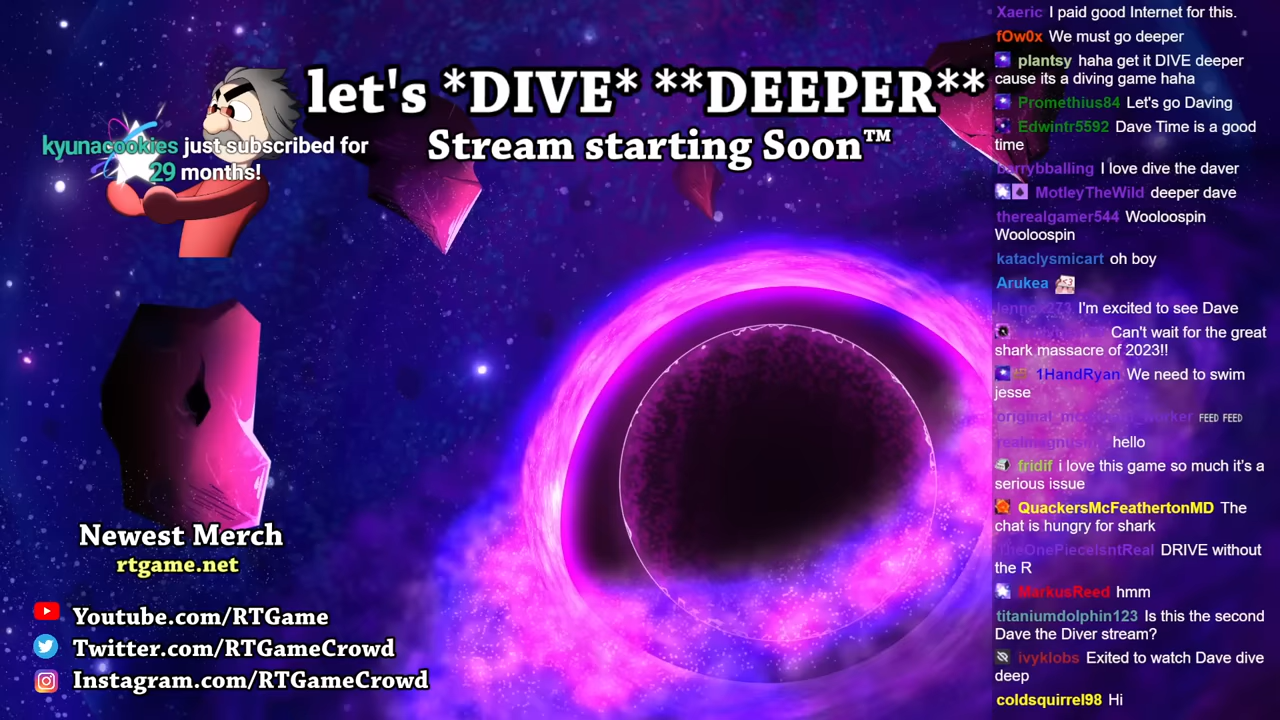 let's *DIVE* **DEEPER**
Stream starting Soon™
kyunacookies just subscribed for
29 months!
Newest Merch
rtgame.net
Youtube.com/RTGame
Twitter.com/RTGameCrowd
Instagram.com/RTGameCrowd
Xaeric I paid good Internet for this.
fOw0x We must go deeper
plantsy haha get it DIVE deeper
cause its a diving game haha
Promethius84 Let's go Daving
Edwintr5592 Dave Time is a good
time
barrybballing I love dive the daver
MotleyTheWild deeper dave
therealgamer544 Wooloospin
Wooloospin
kataclysmicart oh boy
Arukea
I'm excited to see Dave
Can't wait for the great
shark massacre of 2023!!
1HandRyan We need to swim
jesse
FEED FEED
hello
fridif i love this game so much it's a
serious issue
QuackersMcFeathertonMD The
chat is hungry for shark
TheOnePieceIsntReal DRIVE without
the R
MarkusReed hmm
titaniumdolphin123 Is this the second
Dave the Diver stream?
ivyklobs Exited to watch Dave dive
deep
coldsquirrel98 Hi